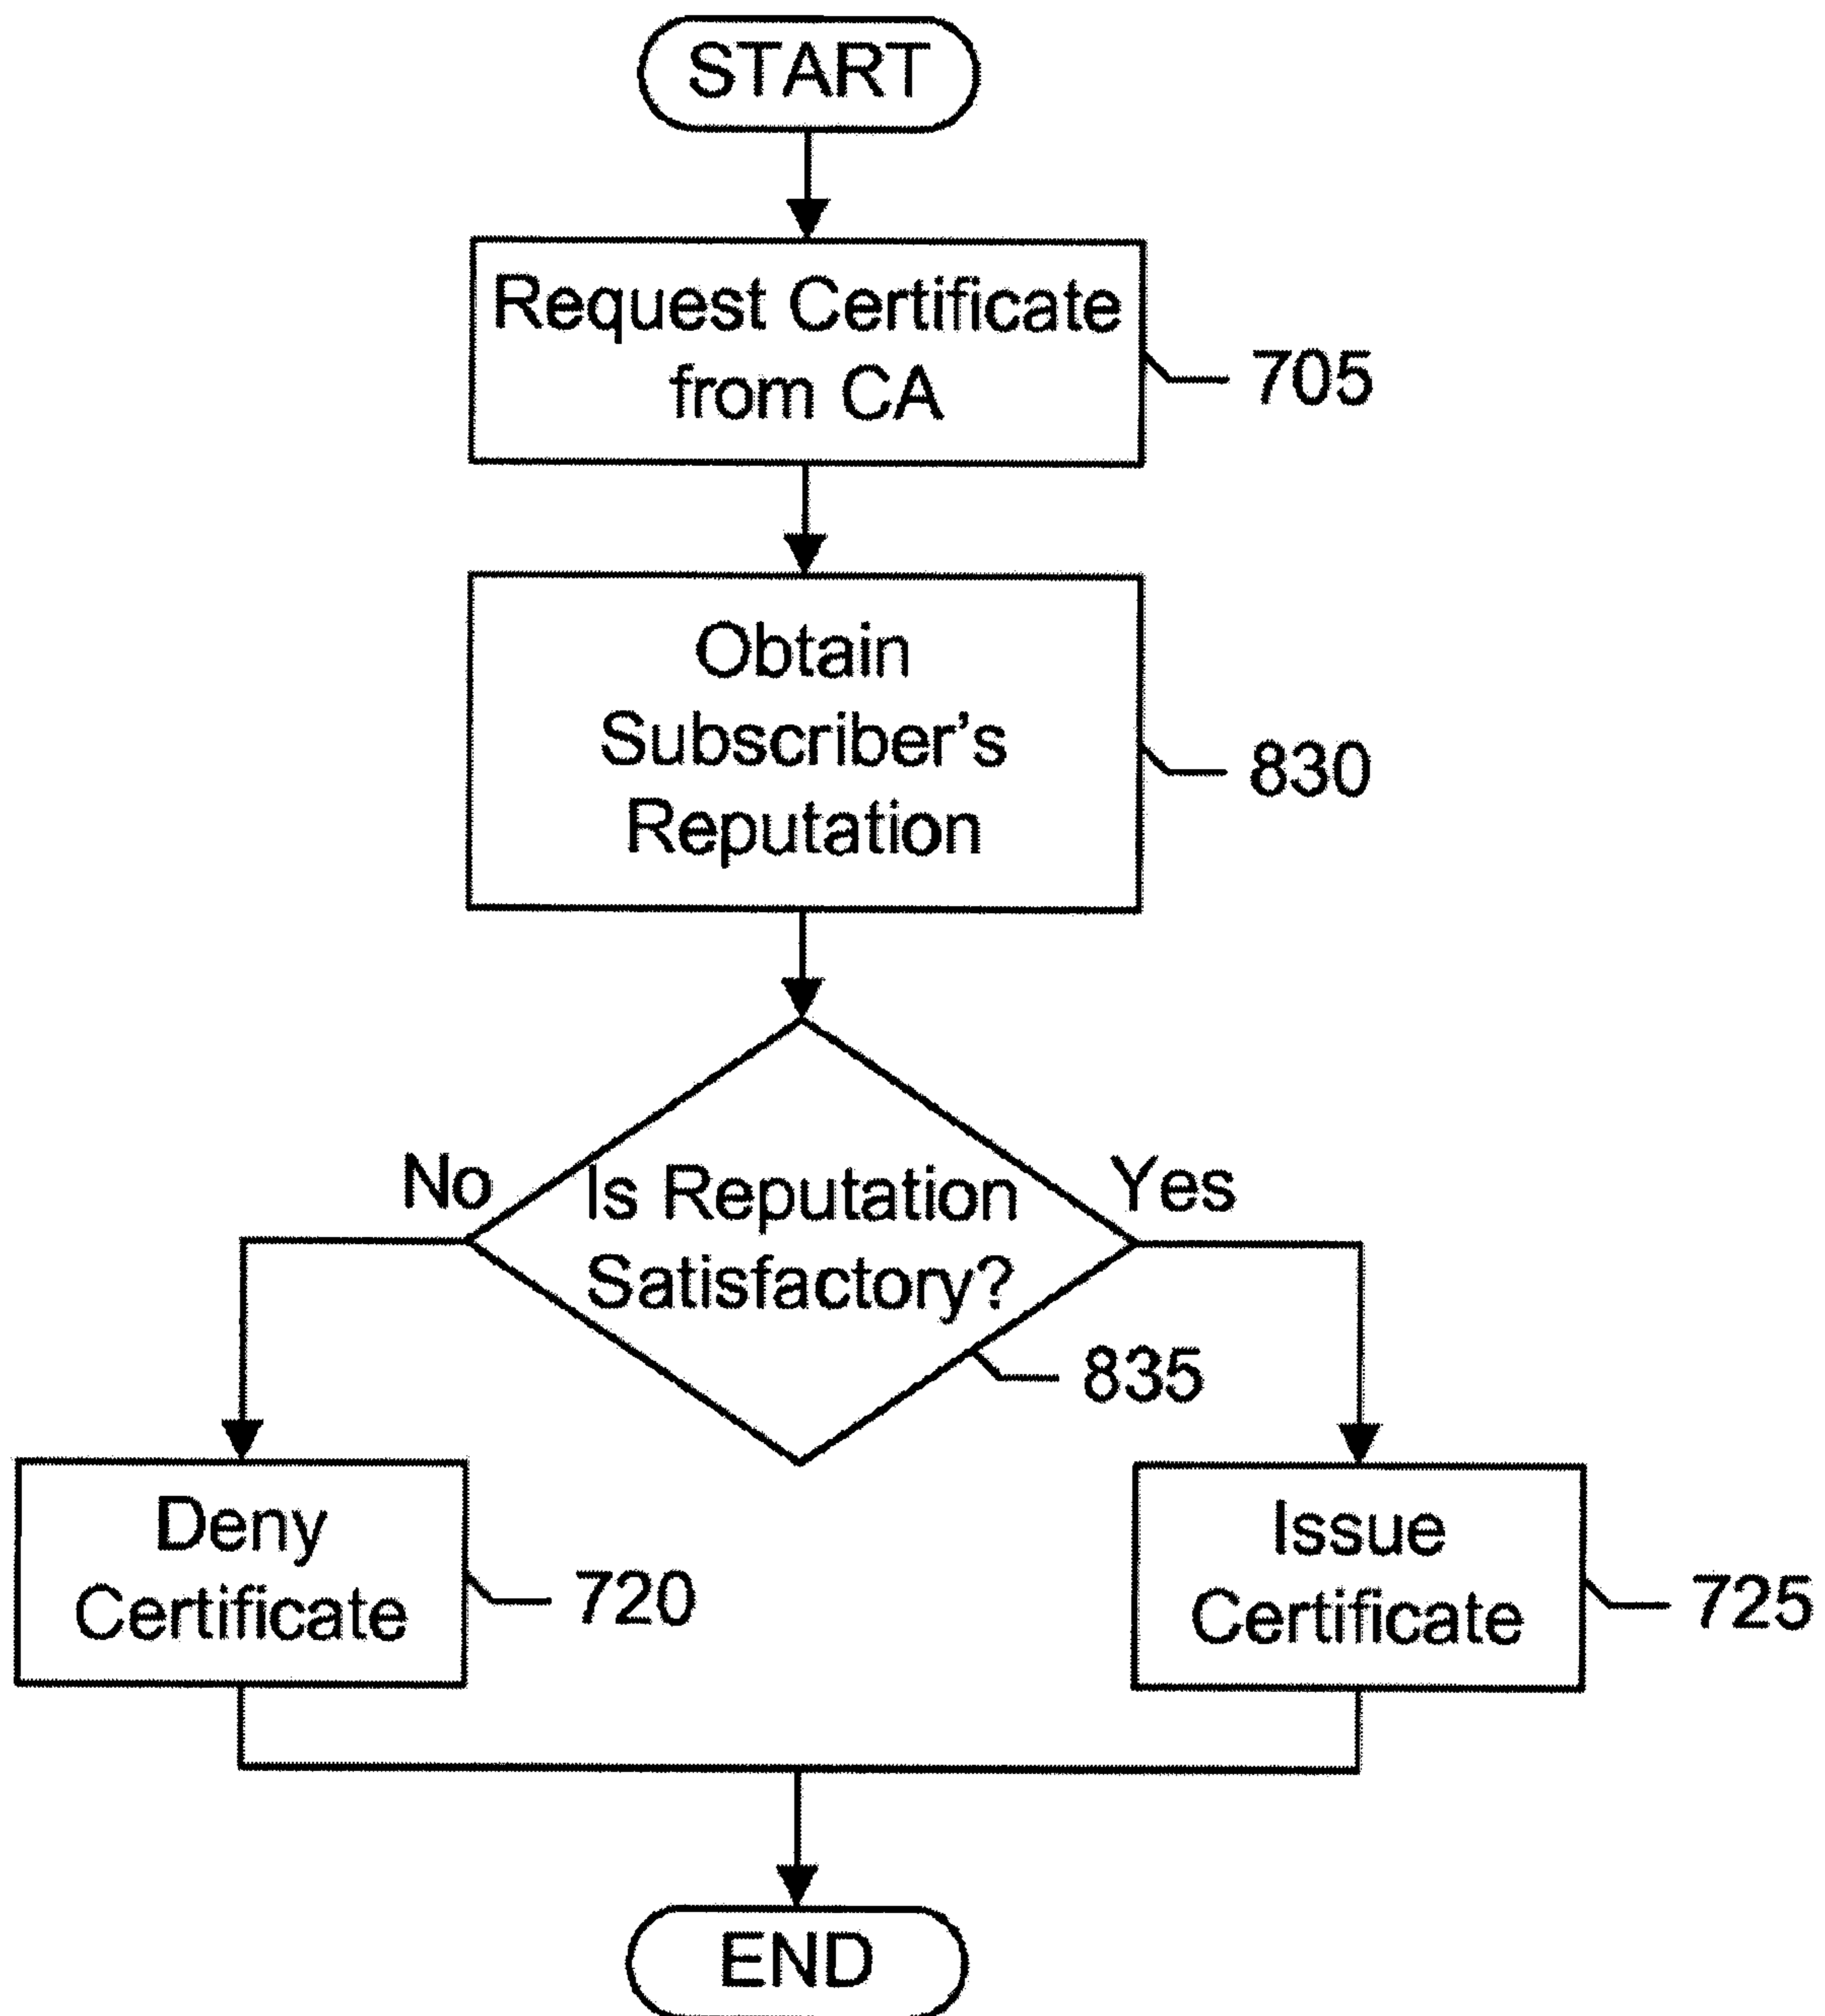 START
Request Certificate
from CA
705
Obtain
Subscriber's
Reputation
830
No
Yes
Is Reputation
Satisfactory?
835
Deny
Certificate
720
Issue
Certificate
725
END